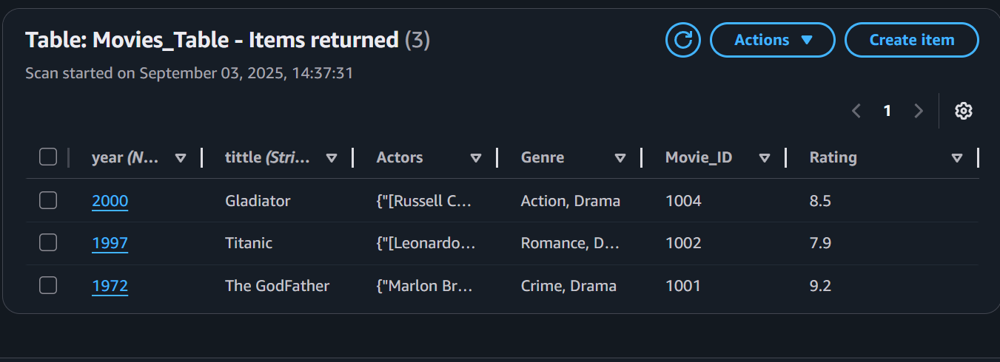 Table: Movies_Table - Items returned (3)
Actions
Create item
Scan started on September 03, 2025, 14:37:31
1
year (N... tittle (Stri... Actors Genre Movie_ID Rating
2000 Gladiator {"[Russell C... Action, Drama 1004 8.5
1997 Titanic {"[Leonardo... Romance, D... 1002 7.9
1972 The GodFather {"Marlon Br... Crime, Drama 1001 9.2